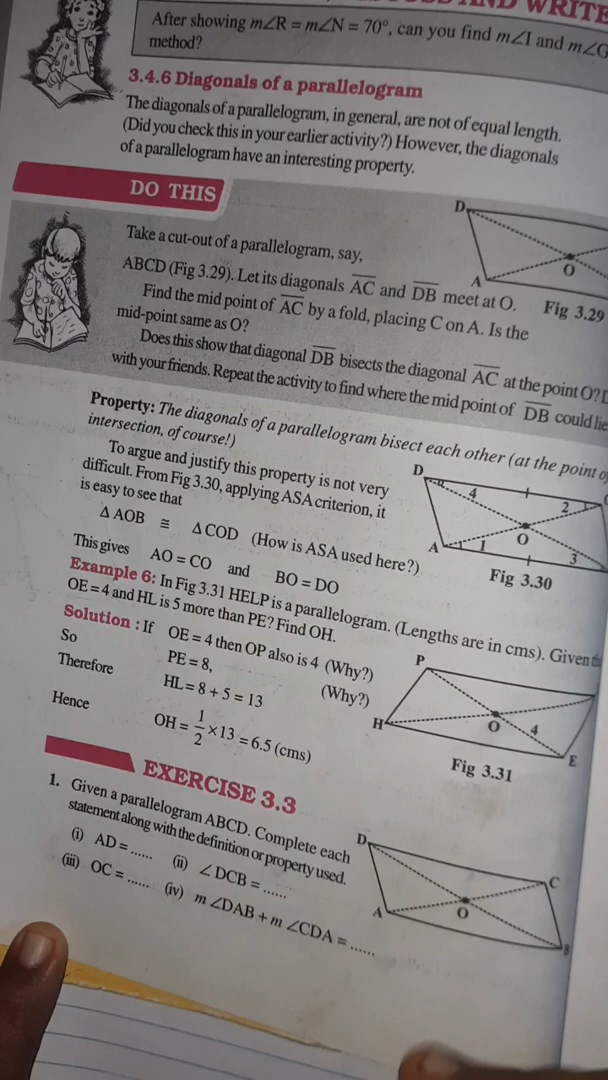 AND WRITE
After showing m∠R = m∠N = 70°, can you find m∠I and m∠G
method?
3.4.6 Diagonals of a parallelogram
The diagonals of a parallelogram, in general, are not of equal length.
(Did you check this in your earlier activity?) However, the diagonals
of a parallelogram have an interesting property.
DO THIS
Take a cut-out of a parallelogram, say,
ABCD (Fig 3.29). Let its diagonals A̅C̅ and D̅B̅ meet at O.
Find the mid point of A̅C̅ by a fold, placing C on A. Is the
mid-point same as O?
Does this show that diagonal D̅B̅ bisects the diagonal A̅C̅ at the point O?
with your friends. Repeat the activity to find where the mid point of D̅B̅ could lie
D
A
O
Fig 3.29
Property: The diagonals of a parallelogram bisect each other (at the point
intersection, of course!)
To argue and justify this property is not very
difficult. From Fig 3.30, applying ASA criterion, it
is easy to see that
Δ AOB ≅ Δ COD (How is ASA used here?)
This gives AO = CO and BO = DO
D
4
2
O
A
1
3
Fig 3.30
Example 6: In Fig 3.31 HELP is a parallelogram. (Lengths are in cms). Given
OE = 4 and HL is 5 more than PE? Find OH.
Solution : If OE = 4 then OP also is 4 (Why?)
So PE = 8, (Why?)
Therefore HL = 8 + 5 = 13
Hence OH = 1/2 × 13 = 6.5 (cms)
P
H
O
4
E
Fig 3.31
EXERCISE 3.3
1. Given a parallelogram ABCD. Complete each
statement along with the definition or property used.
(i) AD = ...... (ii) ∠ DCB = ......
(iii) OC = ...... (iv) m ∠DAB + m ∠CDA = ......
D
C
A
O
B